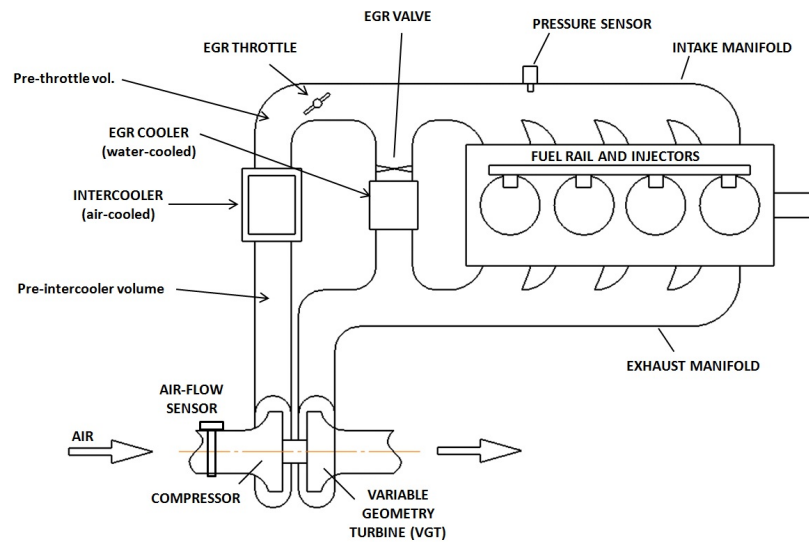 EGR VALVE
PRESSURE SENSOR
EGR THROTTLE
INTAKE MANIFOLD
Pre-throttle vol.
EGR COOLER
(water-cooled)
FUEL RAIL AND INJECTORS
INTERCOOLER
(air-cooled)
Pre-intercooler volume
EXHAUST MANIFOLD
AIR-FLOW
SENSOR
AIR
COMPRESSOR
VARIABLE
GEOMETRY
TURBINE (VGT)